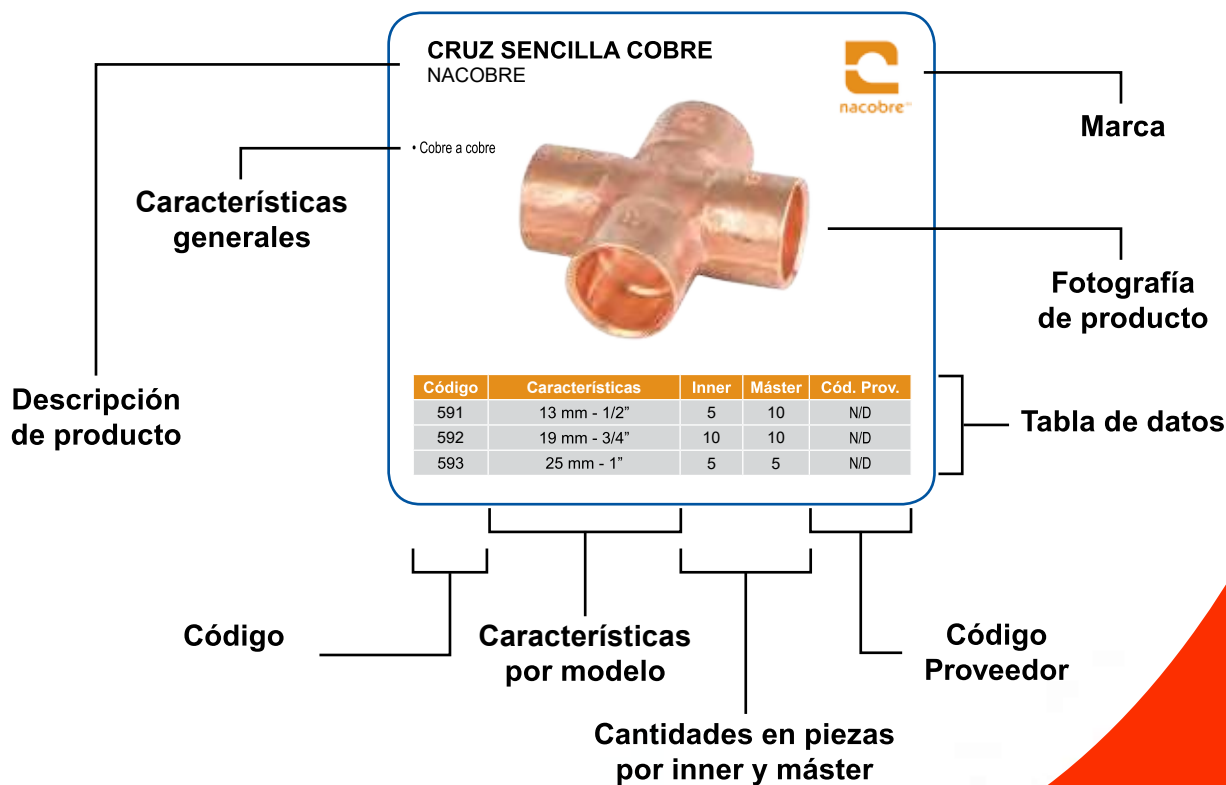 CRUZ SENCILLA COBRE
NACOBRE
nacobre
Marca
• Cobre a cobre
Características
generales
Fotografía
de producto
Descripción
de producto
Código Características Inner Máster Cód. Prov.
591 13 mm - 1/2” 5 10 N/D
592 19 mm - 3/4” 10 10 N/D
593 25 mm - 1” 5 5 N/D
Tabla de datos
Código
Características
por modelo
Código
Proveedor
Cantidades en piezas
por inner y máster